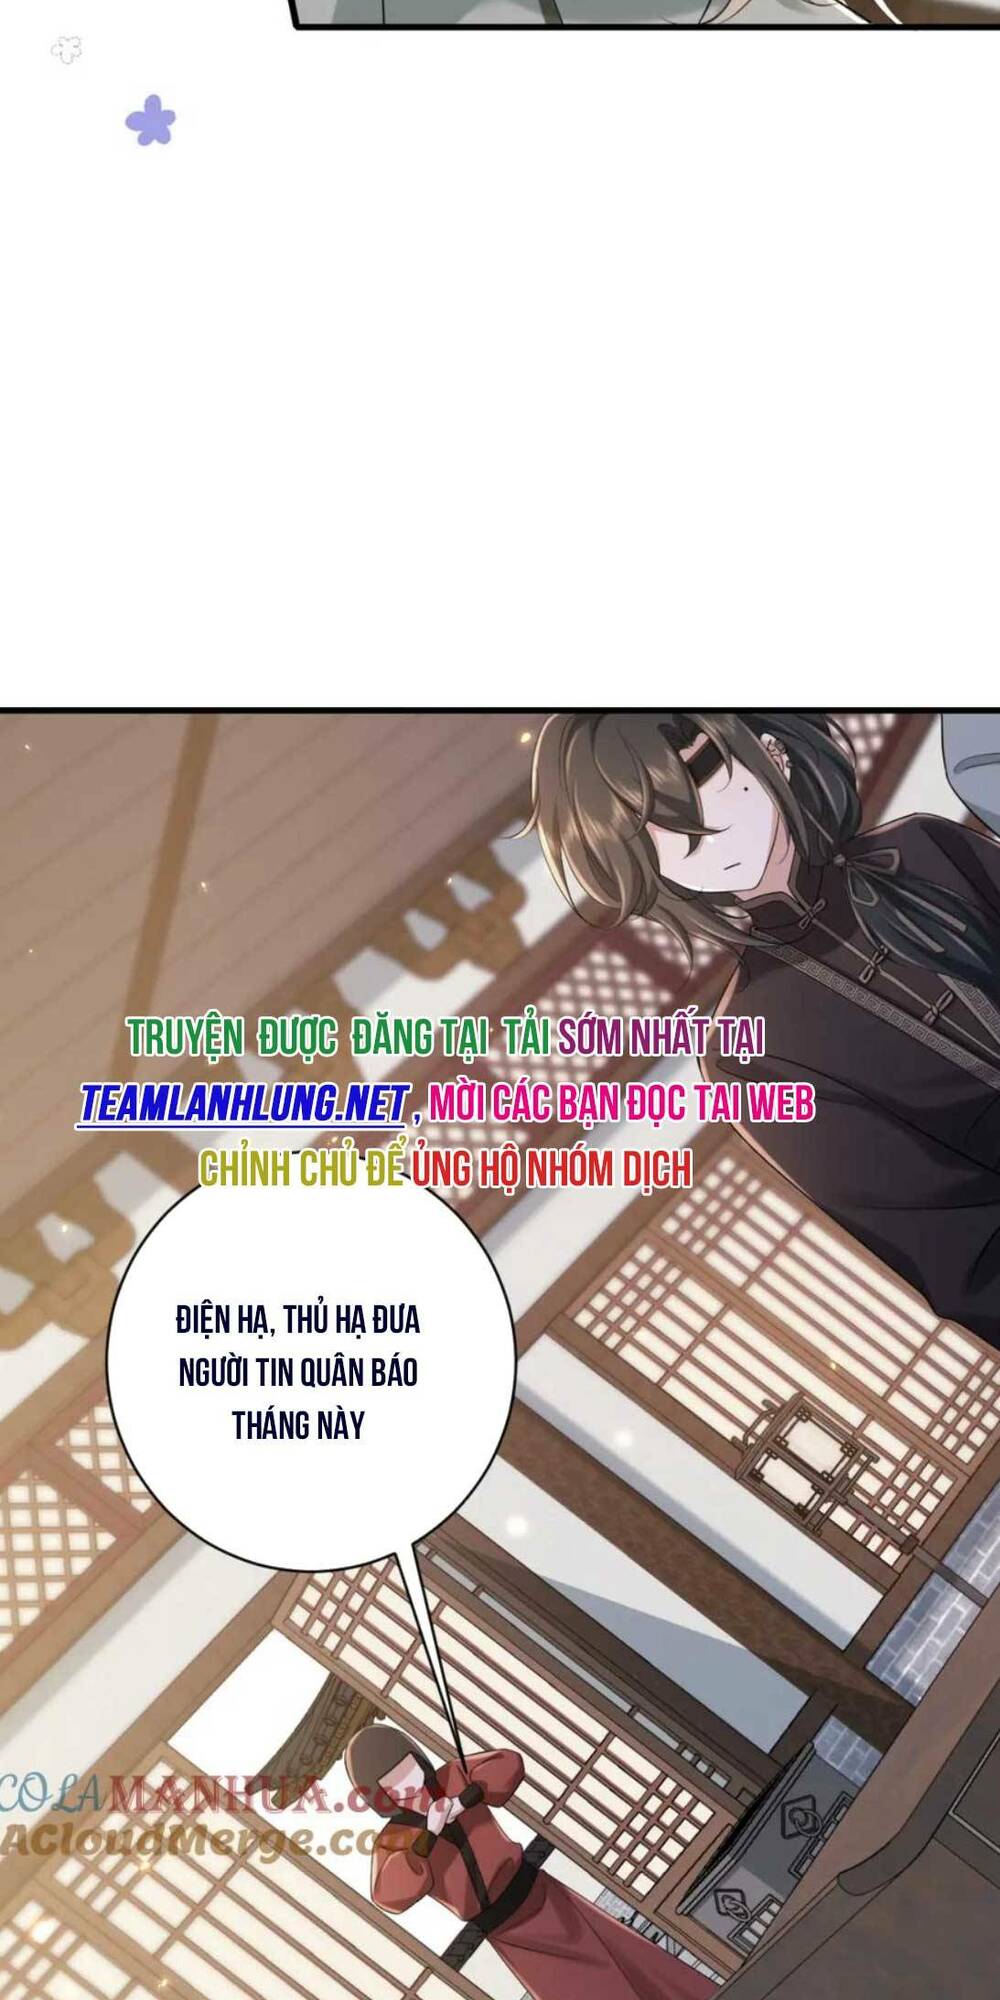 TRUYỆN ĐƯỢC ĐĂNG TẠI TẢI SỚM NHẤT TẠI
TEAMLANHLUNG.NET, MỜI CÁC BẠN ĐỌC TẠI WEB
CHỈNH CHỦ ĐỂ ỦNG HỘ NHÓM DỊCH
ĐIỆN HẠ, THỦ HẠ ĐƯA
NGƯỜI TIN QUÂN BÁO
THÁNG NÀY
COLAMANHUA.COM
ACloudMerge.com